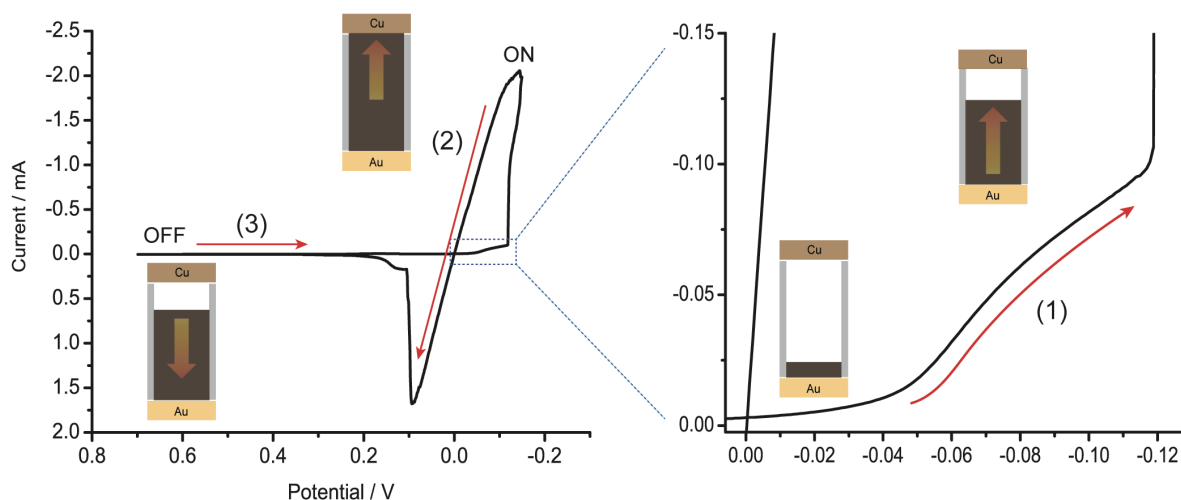 -2.5
-2.0
-1.5
-1.0
-0.5
0.0
0.5
1.0
1.5
2.0
Current / mA
0.8
0.6
0.4
0.2
0.0
-0.2
Potential / V
Cu
Au
ON
(2)
OFF
(3)
Cu
Au
-0.15
-0.10
-0.05
-0.00
0.00
-0.02
-0.04
-0.06
-0.08
-0.10
-0.12
Cu
Au
Cu
Au
(1)